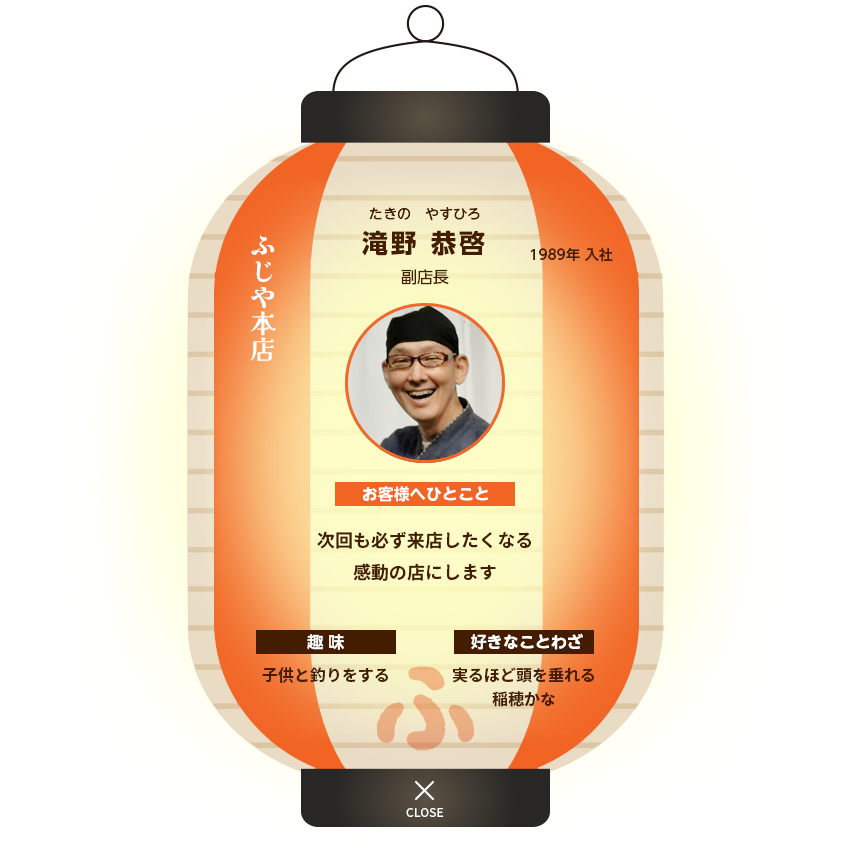 ふじや本店
たきの　やすひろ
滝野 恭啓
1989年 入社
副店長
お客様へひとこと
次回も必ず来店したくなる
感動の店にします
趣味
子供と釣りをする
好きなことわざ
実るほど頭を垂れる
稲穂かな
ふ
CLOSE